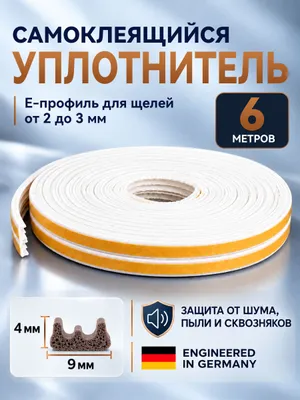 САМОКЛЕЯЩИЙСЯ
УПЛОТНИТЕЛЬ
Е-профиль для щелей
от 2 до 3 мм
6
МЕТРОВ
4 мм
9 мм
ЗАЩИТА ОТ ШУМА,
ПЫЛИ И СКВОЗНЯКОВ
ENGINEERED
IN GERMANY